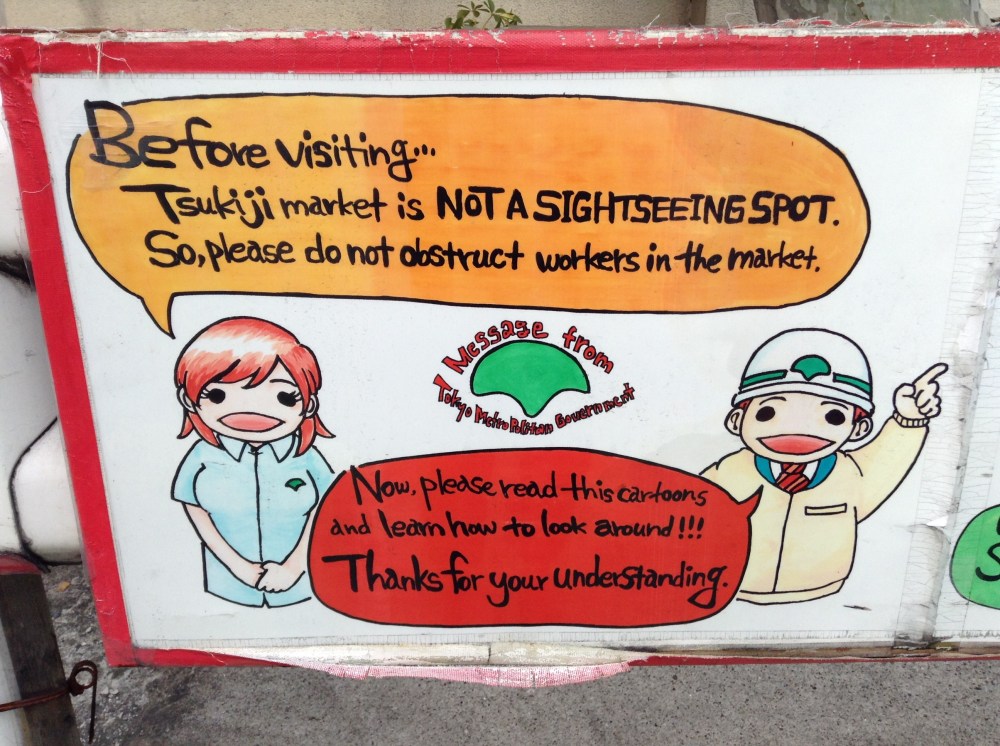 Before visiting...
Tsukiji market is NOT A SIGHTSEEING SPOT.
So, please do not obstruct workers in the market.
Message from
Tokyo Metropolitan Government
Now, please read this cartoons
and learn how to look around!!!
Thanks for your understanding.
S